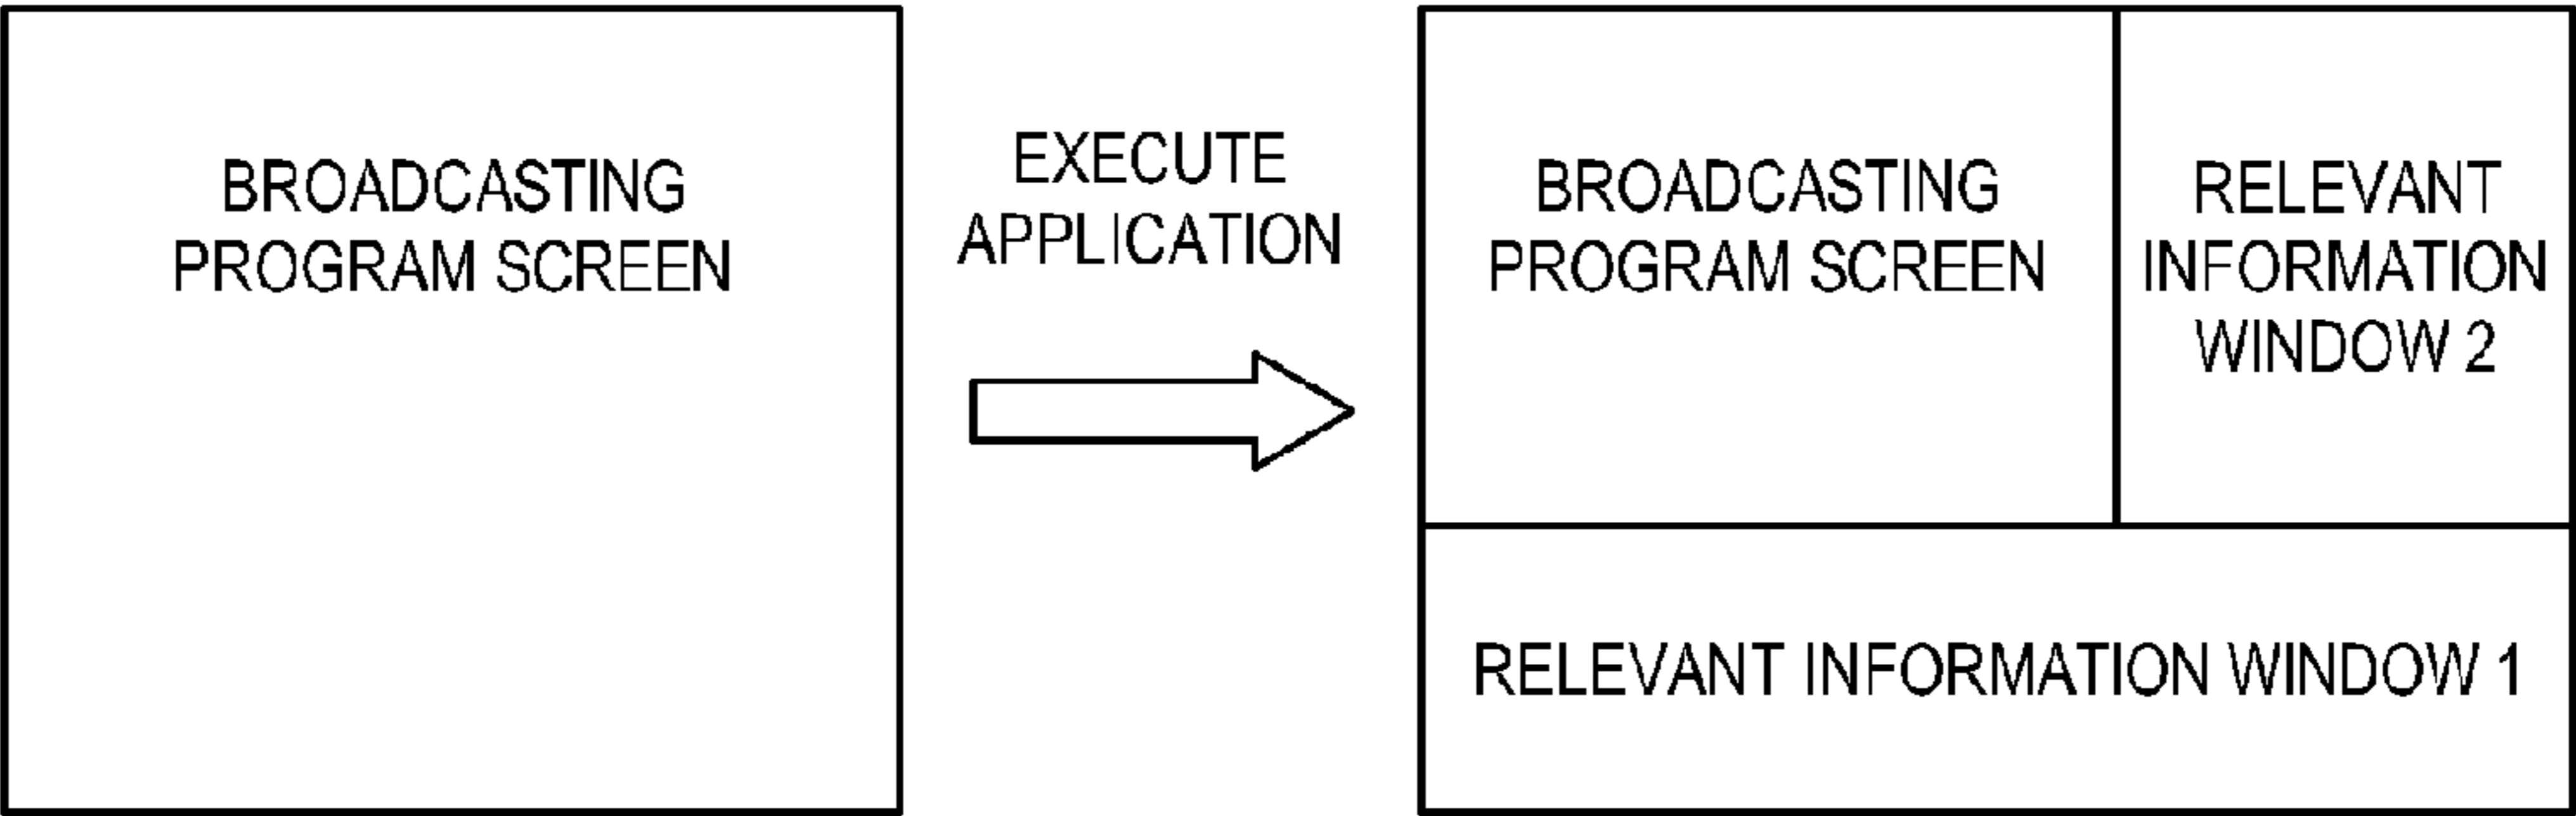 BROADCASTING
PROGRAM SCREEN
EXECUTE
APPLICATION
BROADCASTING
PROGRAM SCREEN
RELEVANT
INFORMATION
WINDOW 2
RELEVANT INFORMATION WINDOW 1